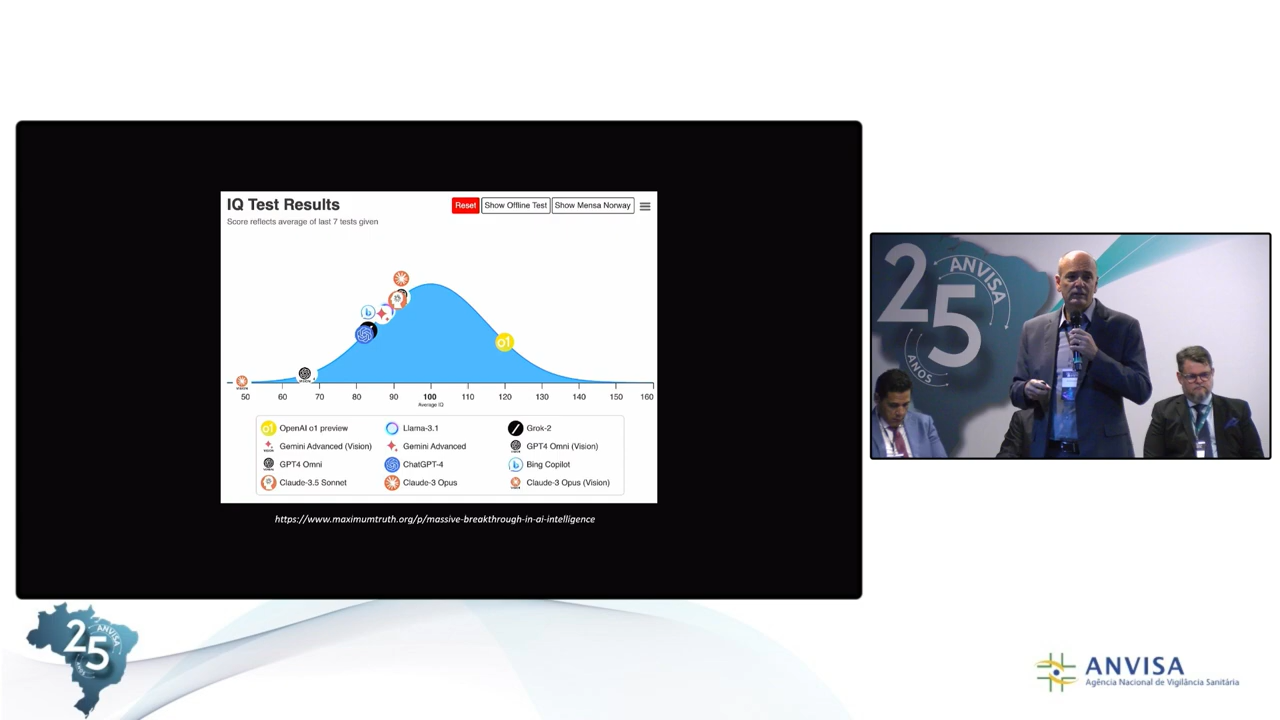 IQ Test Results
Reset
Show Offline Test
Show Mensa Norway
Score reflects average of last 7 tests given
50 60 70 80 90 100 110 120 130 140 150 160
Average IQ
o1
OpenAI o1 preview
Llama-3.1
Grok-2
Gemini Advanced (Vision)
Gemini Advanced
GPT4 Omni (Vision)
GPT4 Omni
ChatGPT-4
Bing Copilot
Claude-3.5 Sonnet
Claude-3 Opus
Claude-3 Opus (Vision)
https://www.maximumtruth.org/p/massive-breakthrough-in-ai-intelligence
25
ANVISA
ANOS
25
ANVISA
ANOS
ANVISA
Agência Nacional de Vigilância Sanitária